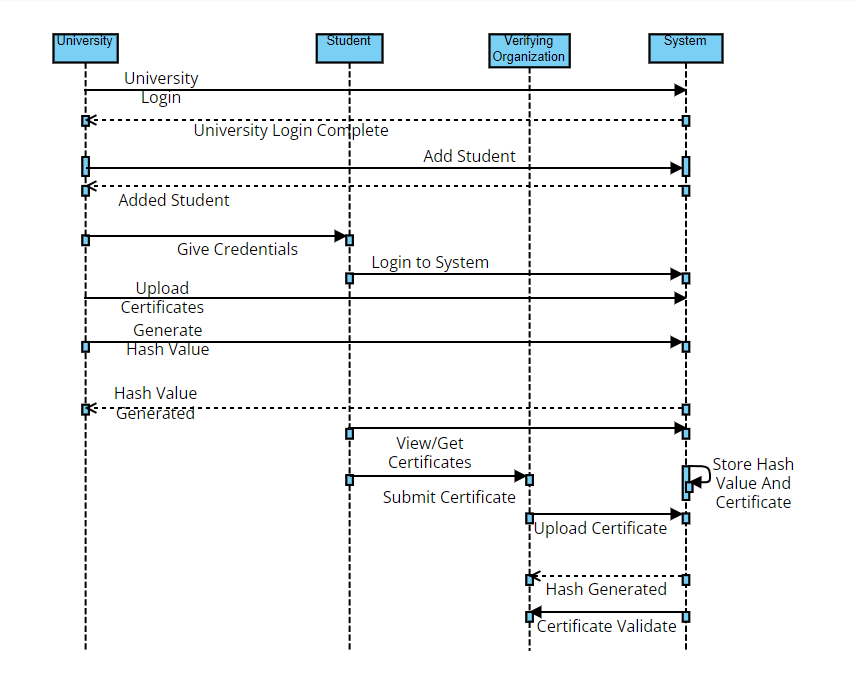 University
Student
Verifying
Organization
System
University
Login
University Login Complete
Add Student
Added Student
Give Credentials
Login to System
Upload
Certificates
Generate
Hash Value
Hash Value
Generated
View/Get
Certificates
Store Hash
Value And
Certificate
Submit Certificate
Upload Certificate
Hash Generated
Certificate Validate